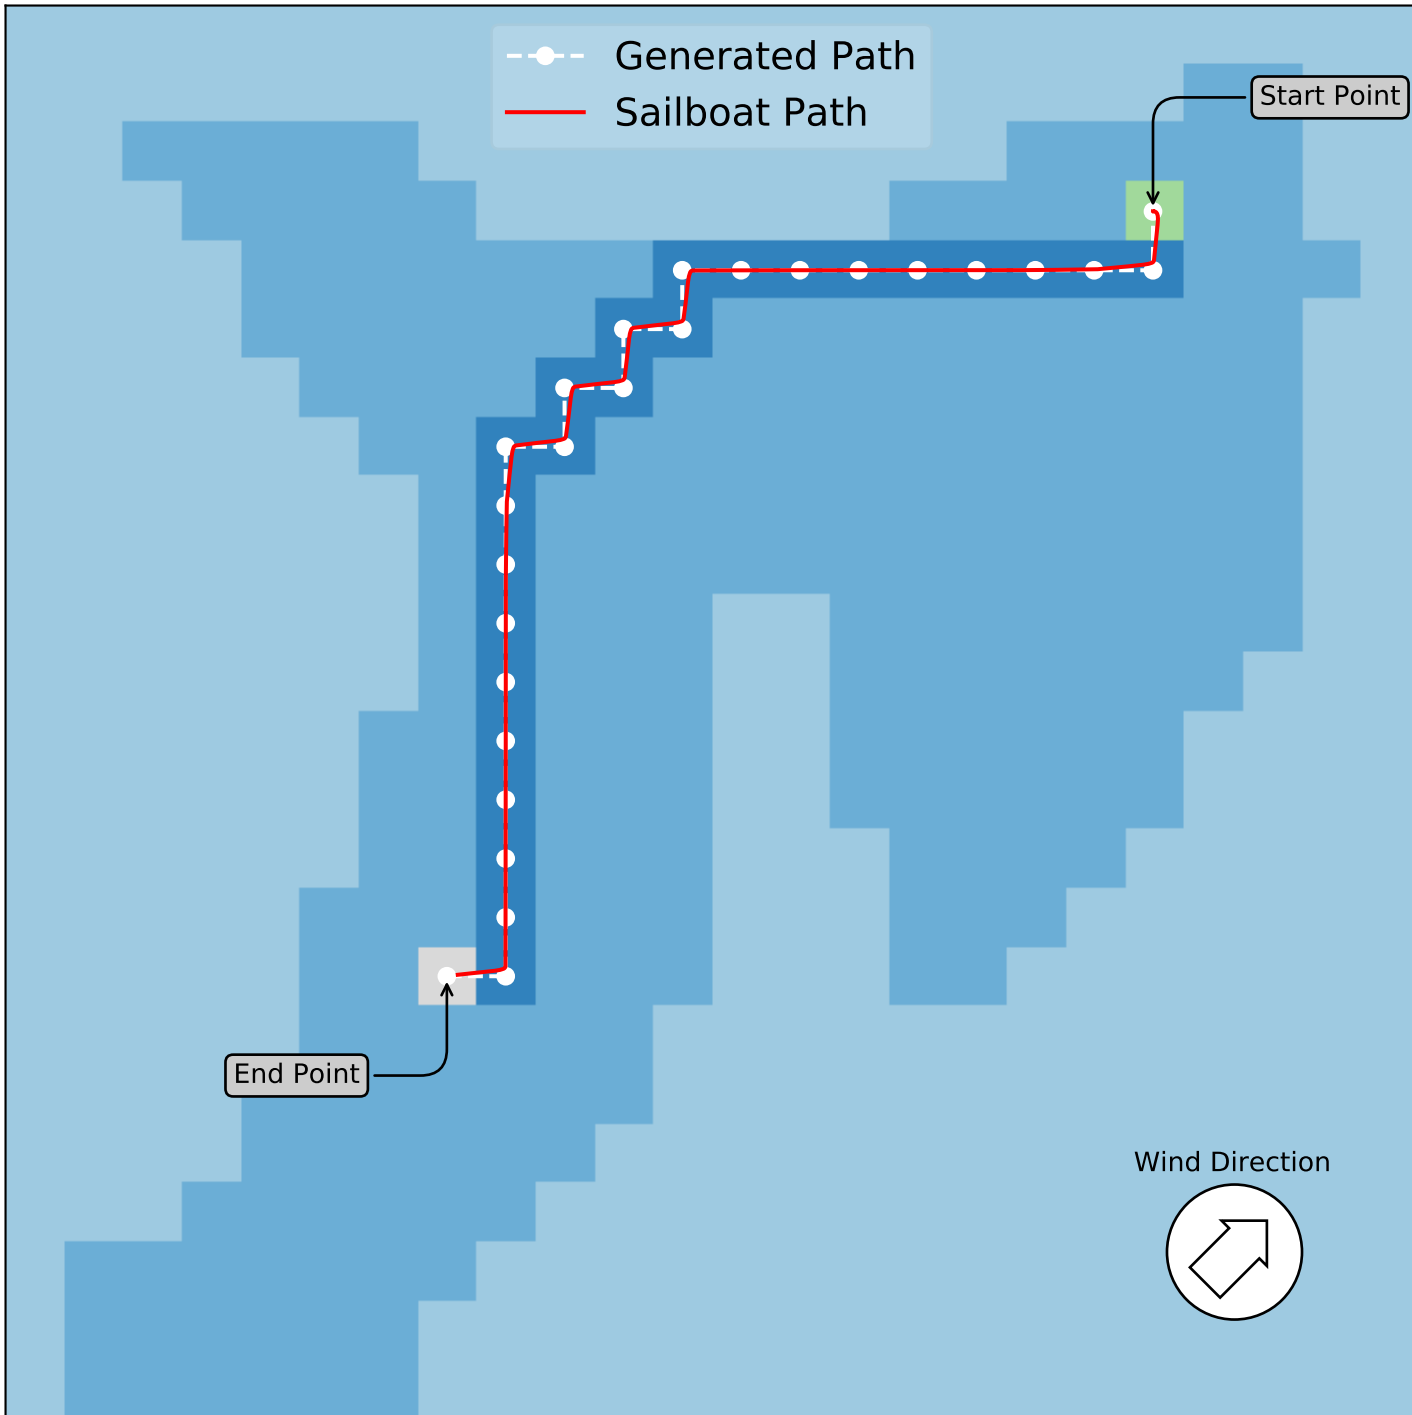 Generated Path
Sailboat Path
Start Point
End Point
Wind Direction